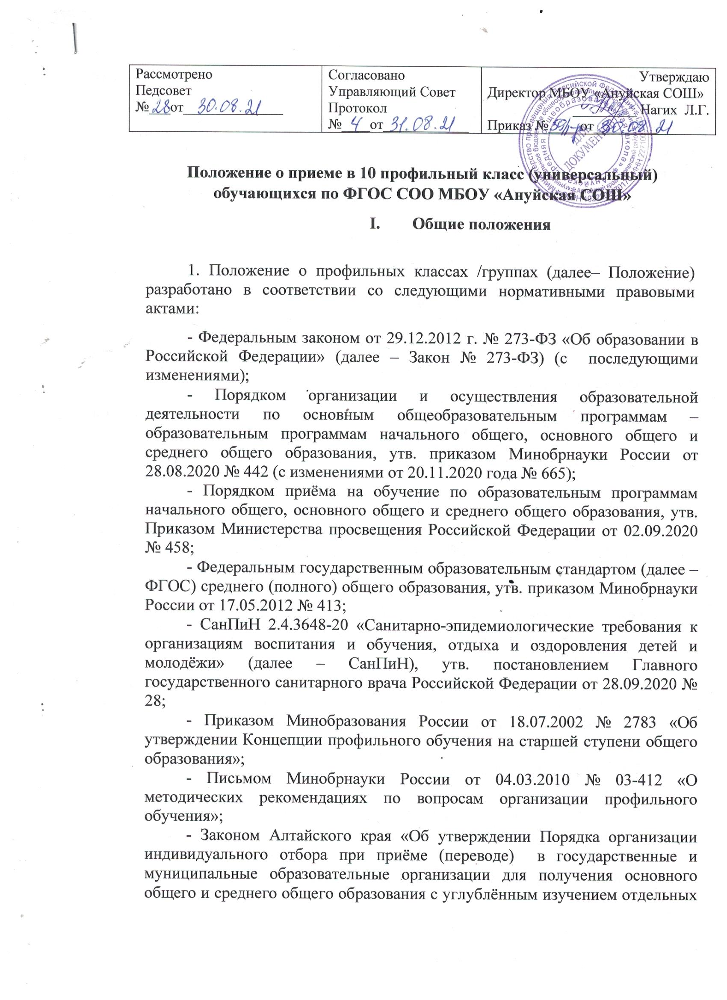 Рассмотрено
Педсовет
№ 28 от 30.08.21
Согласовано
Управляющий Совет
Протокол
№ 4 от 31.08.21
Утверждаю
Директор МБОУ «Ануйская СОШ»
Нагих Л.Г.
Приказ № от 30.08.21
ДЛЯ
ДОКУМЕНТОВ
Положение о приеме в 10 профильный класс (универсальный)
обучающихся по ФГОС СОО МБОУ «Ануйская СОШ»
I. Общие положения
1. Положение о профильных классах /группах (далее– Положение)
разработано в соответствии со следующими нормативными правовыми
актами:
- Федеральным законом от 29.12.2012 г. № 273-ФЗ «Об образовании в
Российской Федерации» (далее – Закон № 273-ФЗ) (с последующими
изменениями);
- Порядком организации и осуществления образовательной
деятельности по основным общеобразовательным программам –
образовательным программам начального общего, основного общего и
среднего общего образования, утв. приказом Минобрнауки России от
28.08.2020 № 442 (с изменениями от 20.11.2020 года № 665);
- Порядком приёма на обучение по образовательным программам
начального общего, основного общего и среднего общего образования, утв.
Приказом Министерства просвещения Российской Федерации от 02.09.2020
№ 458;
- Федеральным государственным образовательным стандартом (далее –
ФГОС) среднего (полного) общего образования, утв. приказом Минобрнауки
России от 17.05.2012 № 413;
- СанПиН 2.4.3648-20 «Санитарно-эпидемиологические требования к
организациям воспитания и обучения, отдыха и оздоровления детей и
молодёжи» (далее – СанПиН), утв. постановлением Главного
государственного санитарного врача Российской Федерации от 28.09.2020 №
28;
- Приказом Минобразования России от 18.07.2002 № 2783 «Об
утверждении Концепции профильного обучения на старшей ступени общего
образования»;
- Письмом Минобрнауки России от 04.03.2010 № 03-412 «О
методических рекомендациях по вопросам организации профильного
обучения»;
- Законом Алтайского края «Об утверждении Порядка организации
индивидуального отбора при приёме (переводе) в государственные и
муниципальные образовательные организации для получения основного
общего и среднего общего образования с углублённым изучением отдельных